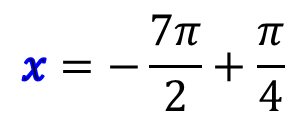 x = −7π/2 + π/4